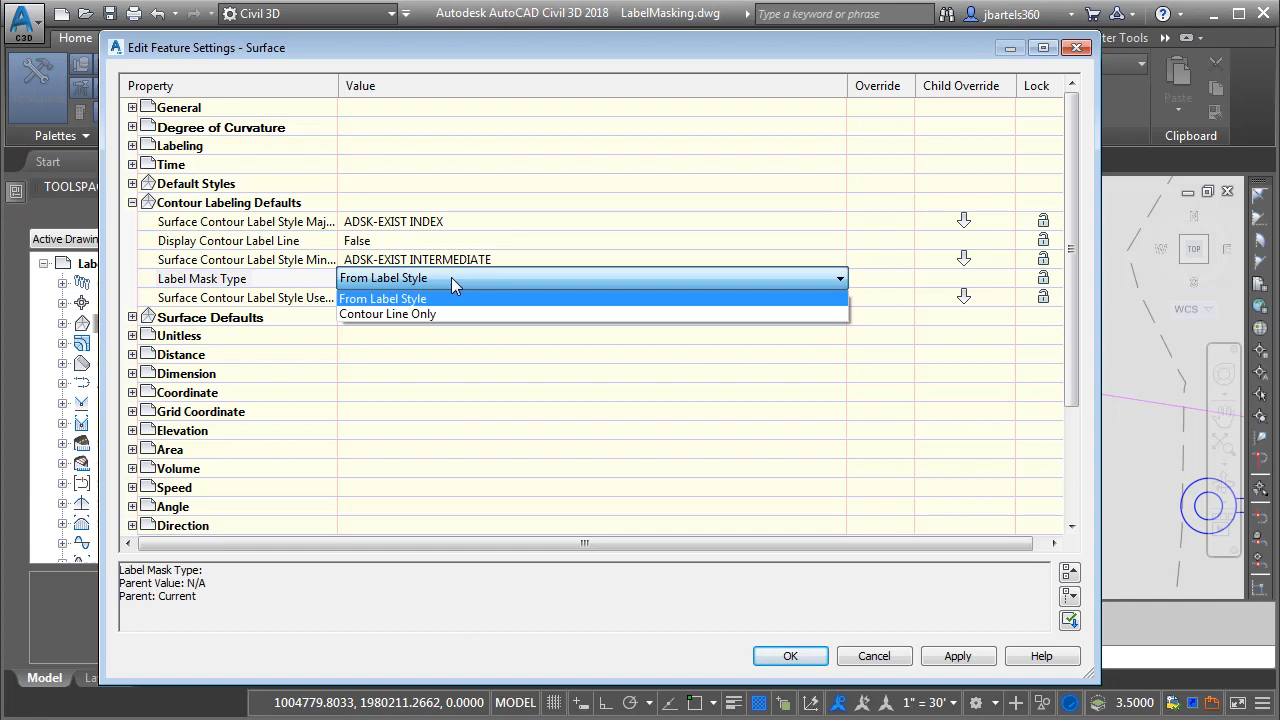 Civil 3D
Autodesk AutoCAD Civil 3D 2018
LabelMasking.dwg
Type a keyword or phrase
jbartels360
C3D
Home
ter Tools
Edit Feature Settings - Surface
Property
Value
Override
Child Override
Lock
General
Degree of Curvature
Labeling
Time
Default Styles
Contour Labeling Defaults
Surface Contour Label Style Maj...
ADSK-EXIST INDEX
Display Contour Label Line
False
Surface Contour Label Style Min...
ADSK-EXIST INTERMEDIATE
Label Mask Type
From Label Style
From Label Style
Contour Line Only
Surface Contour Label Style Use...
Surface Defaults
Unitless
Distance
Dimension
Coordinate
Grid Coordinate
Elevation
Area
Volume
Speed
Angle
Direction
Label Mask Type:
Parent Value: N/A
Parent: Current
OK
Cancel
Apply
Help
Palettes
Start
TOOLSPA
Active Drawin
Lab
Paste
Clipboard
N
W
TOP
E
S
WCS
Model
La
1004779.8033, 1980211.2662, 0.0000
MODEL
1" = 30'
3.5000